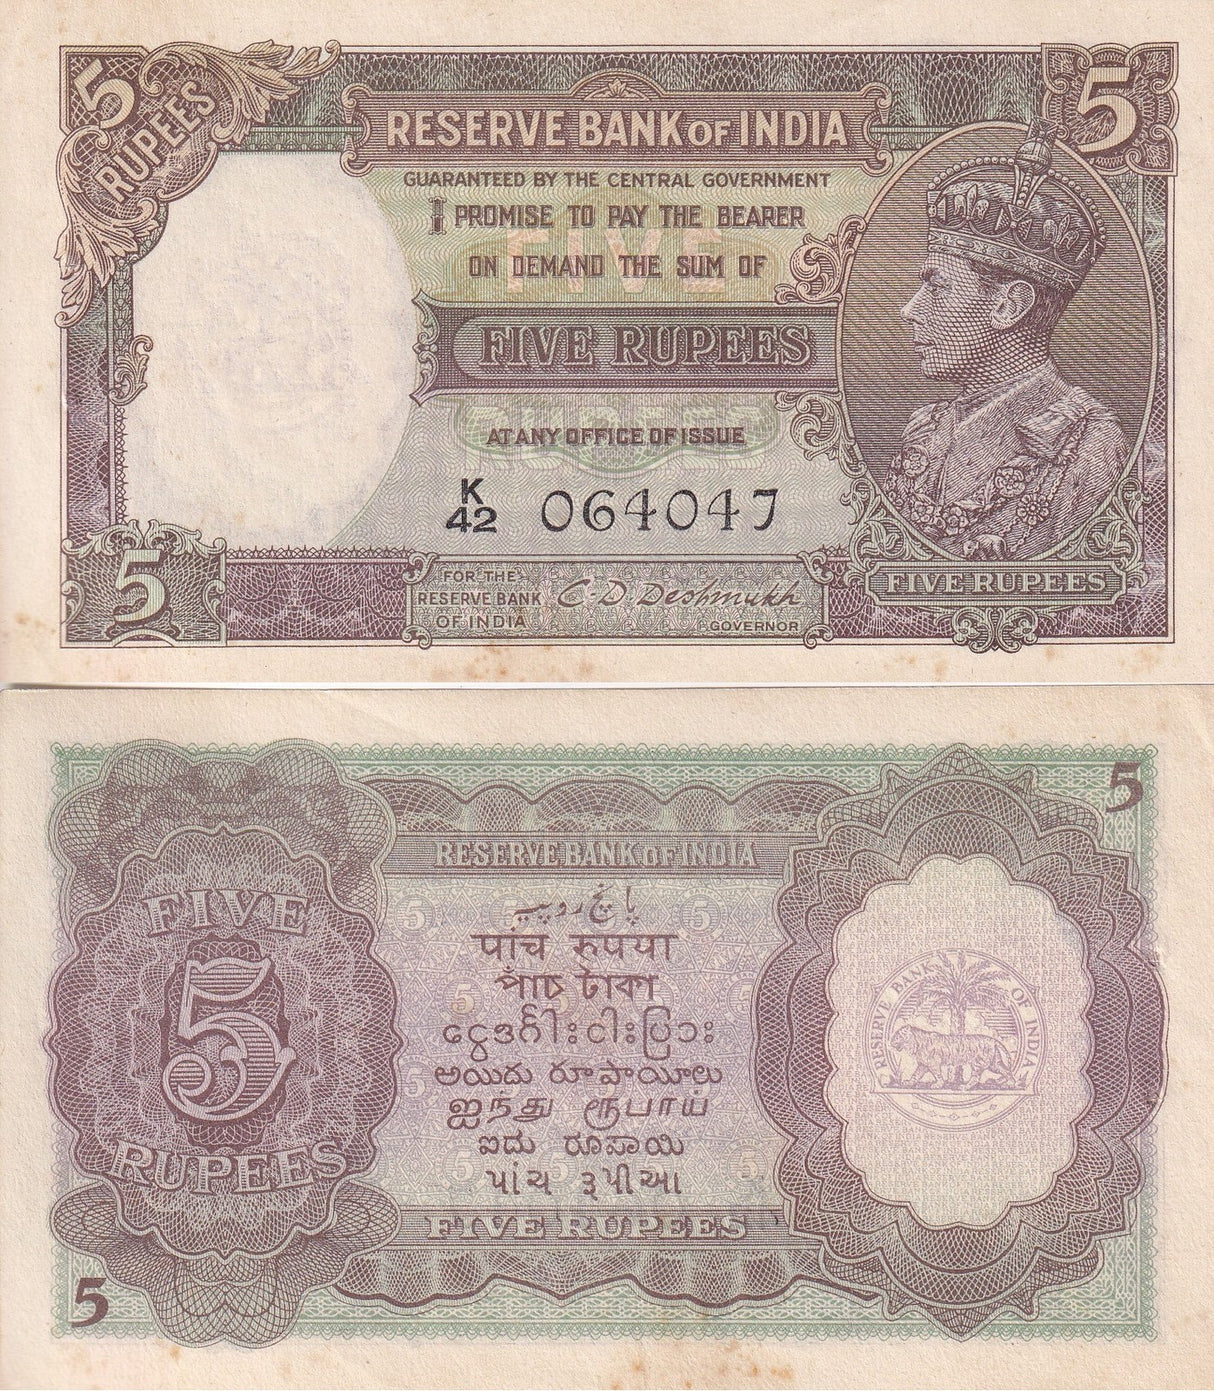 5
RUPEES
5
RESERVE BANK OF INDIA
GUARANTEED BY THE CENTRAL GOVERNMENT
I PROMISE TO PAY THE BEARER
ON DEMAND THE SUM OF
FIVE
FIVE RUPEES
RUPEES
AT ANY OFFICE OF ISSUE
K
42 064047
5
FOR THE
RESERVE BANK
OF INDIA
C. D. Deshmukh
GOVERNOR
FIVE RUPEES
5
RESERVE BANK OF INDIA
FIVE
5
RUPEES
پانچ روپیہ
पांच रुपया
পাঁচ টাকা
ငွေဒင်္ဂါးငါးပြား
అయిదు రూపాయీలు
ஐந்து ரூபாய்
ಐದು ರೂಪಾಯಿ
પાંચ રૂપીઆ
FIVE RUPEES
RESERVE BANK OF INDIA
5